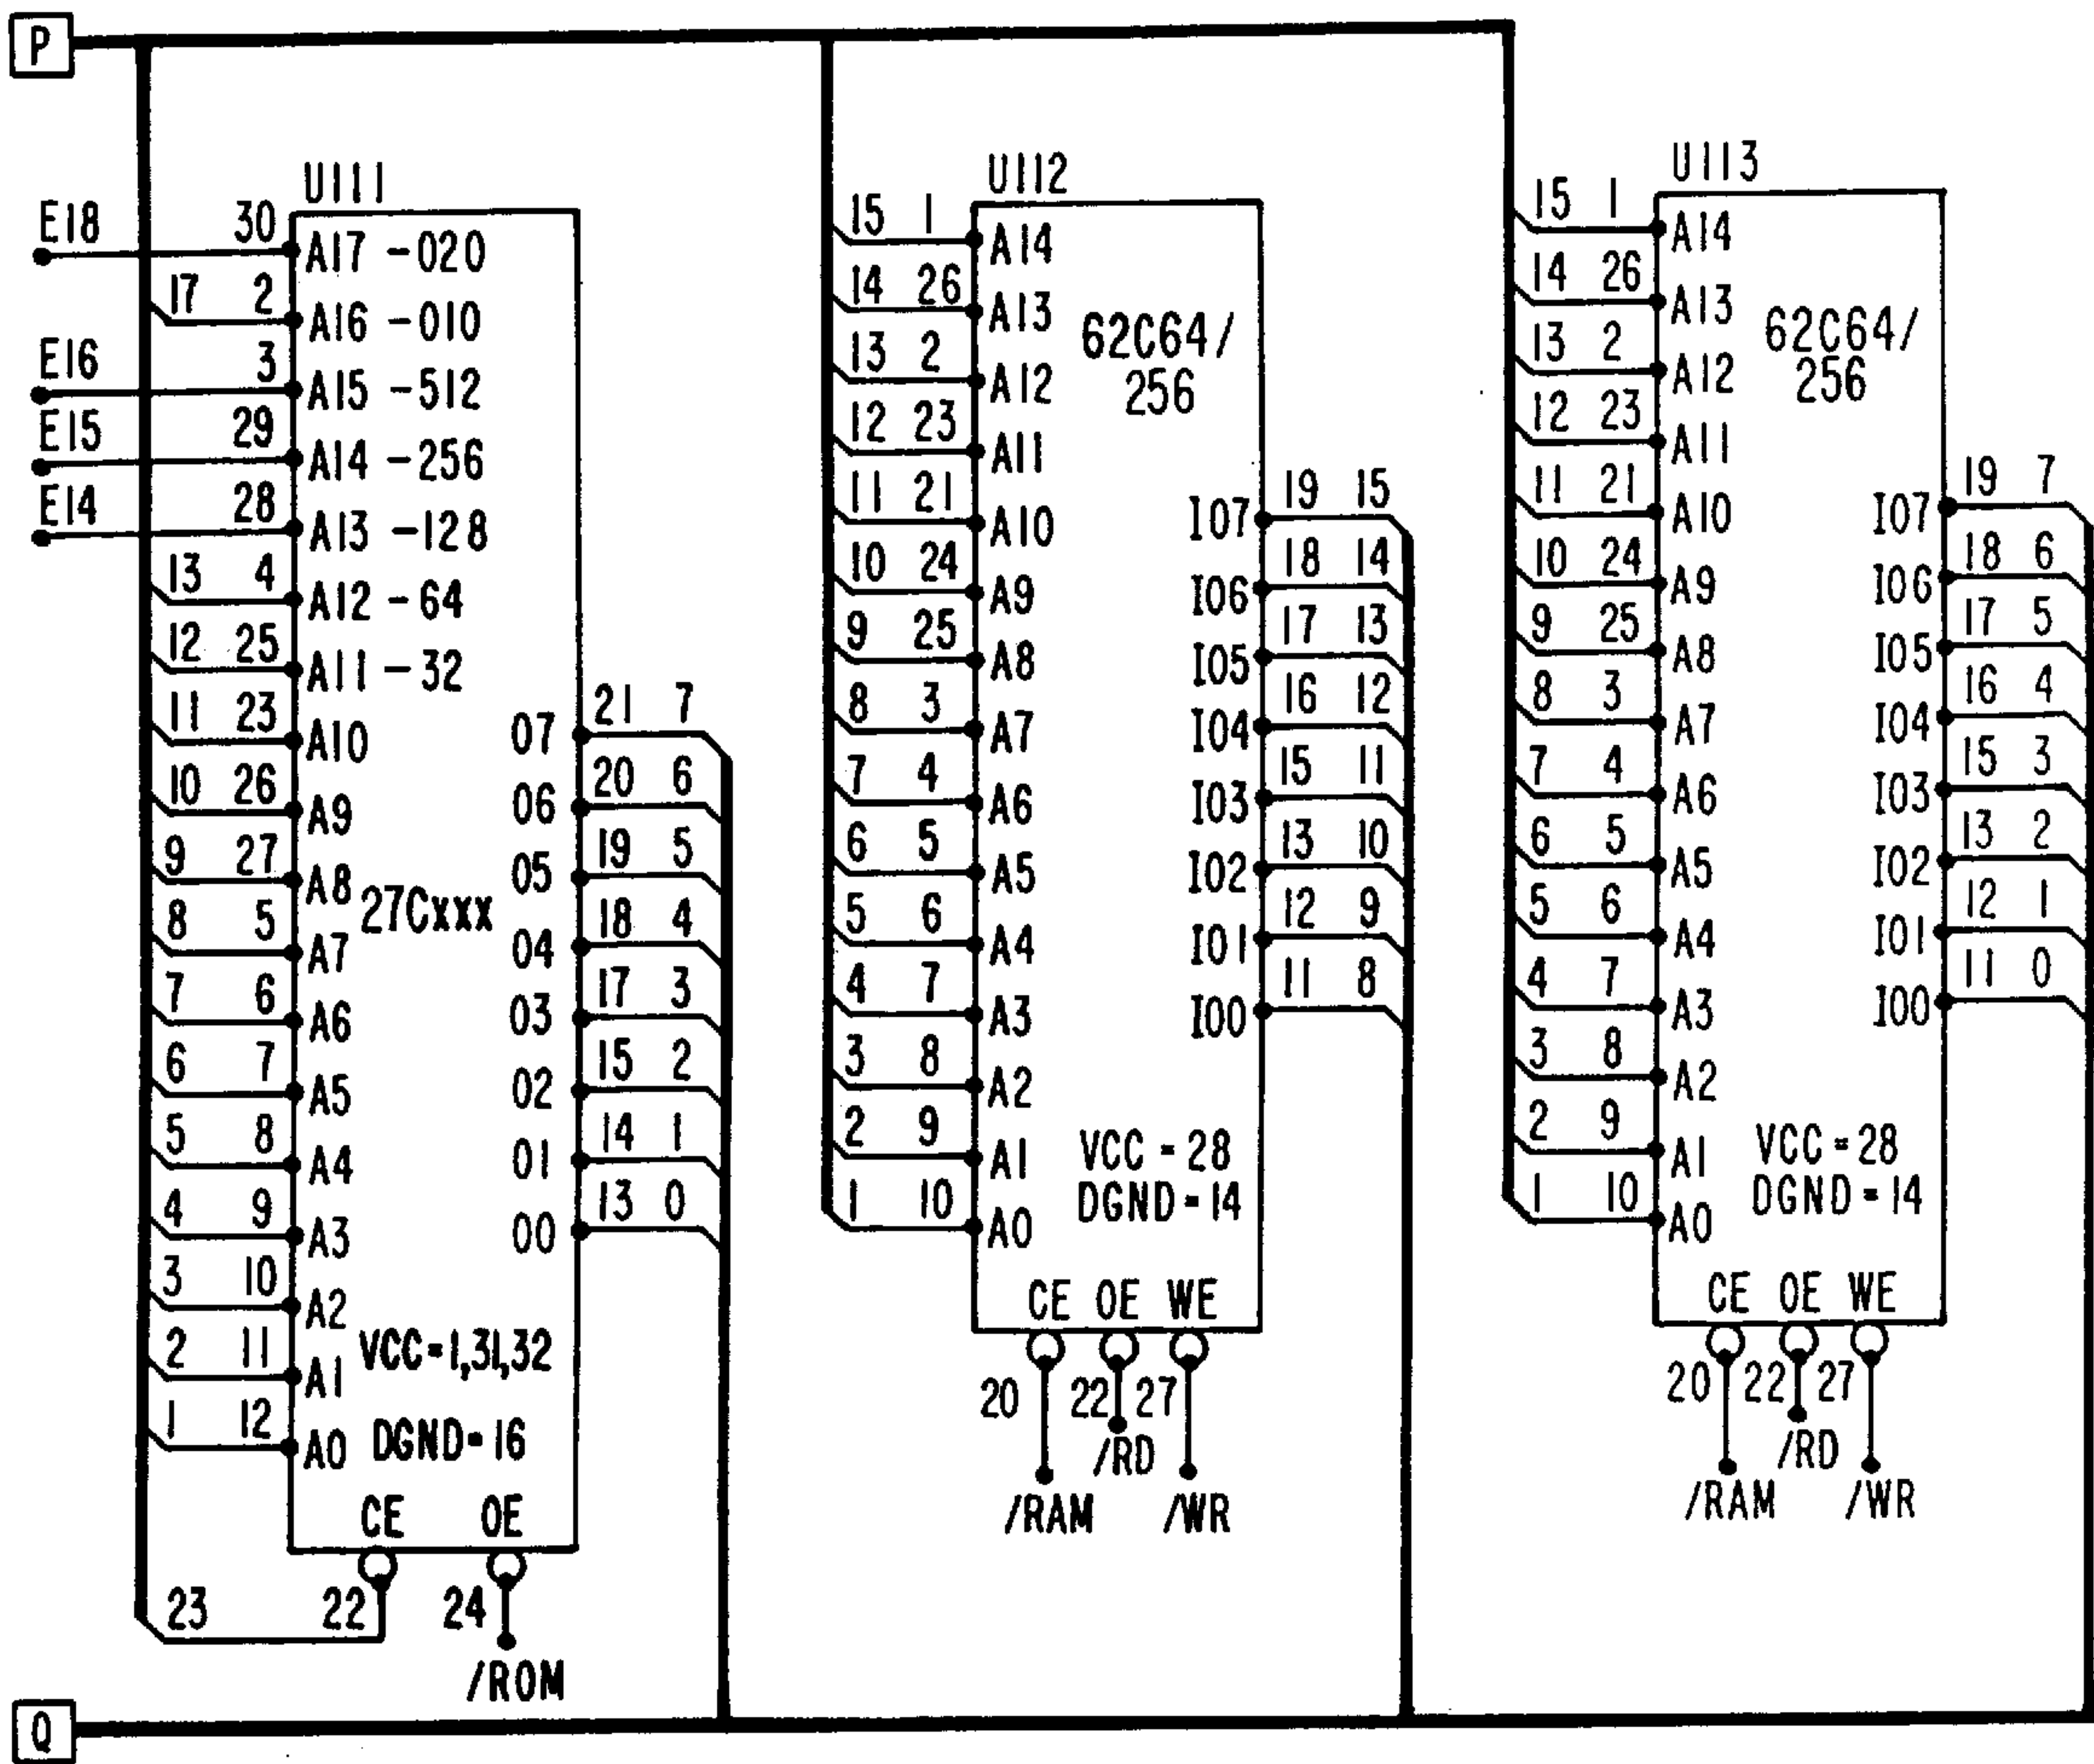 P
U111
E18
30 A17 -020
17 2 A16 -010
E16
3 A15 -512
E15
29 A14 -256
E14
28 A13 -128
13 4 A12 -64
12 25 A11 -32
11 23 A10
10 26 A9
9 27 A8
8 5 A7
7 6 A6
6 7 A5
5 8 A4
4 9 A3
3 10 A2
2 11 A1
1 12 A0
27Cxxx
O7 21 7
O6 20 6
O5 19 5
O4 18 4
O3 17 3
O2 15 2
O1 14 1
O0 13 0
VCC=1,31,32
DGND=16
CE OE
23 22 24
/ROM
U112
15 1 A14
14 26 A13
13 2 A12
12 23 A11
11 21 A10
10 24 A9
9 25 A8
8 3 A7
7 4 A6
6 5 A5
5 6 A4
4 7 A3
3 8 A2
2 9 A1
1 10 A0
62C64/
256
IO7 19 15
IO6 18 14
IO5 17 13
IO4 16 12
IO3 15 11
IO2 13 10
IO1 12 9
IO0 11 8
VCC=28
DGND=14
CE OE WE
20 22 27
/RD
/RAM /WR
U113
15 1 A14
14 26 A13
13 2 A12
12 23 A11
11 21 A10
10 24 A9
9 25 A8
8 3 A7
7 4 A6
6 5 A5
5 6 A4
4 7 A3
3 8 A2
2 9 A1
1 10 A0
62C64/
256
IO7 19 7
IO6 18 6
IO5 17 5
IO4 16 4
IO3 15 3
IO2 13 2
IO1 12 1
IO0 11 0
VCC=28
DGND=14
CE OE WE
20 22 27
/RD
/RAM /WR
Q